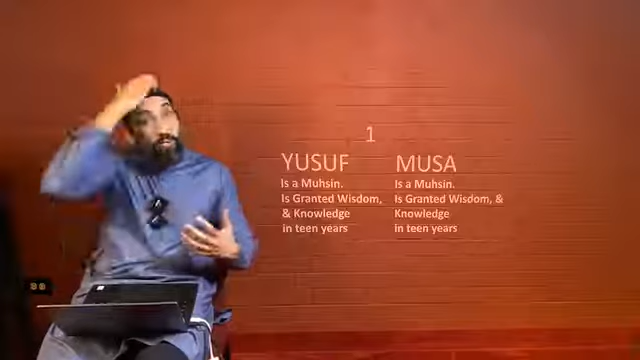 1
YUSUF MUSA
Is a Muhsin. Is a Muhsin.
Is Granted Wisdom, Is Granted Wisdom, &
& Knowledge Knowledge
in teen years in teen years